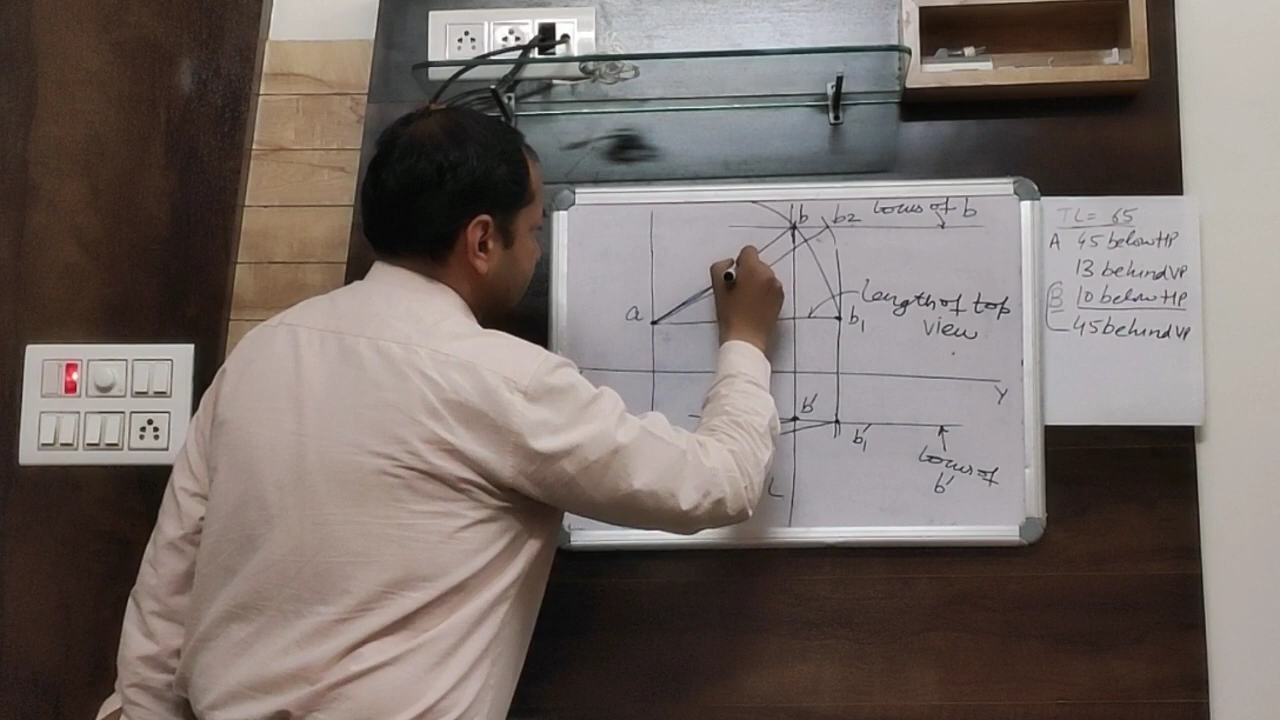 b
b2
Locus of b
a
Length of top
view
b1
Y
b'
b1'
L
Locus of
b'
TL = 65
A 45 below HP
13 behind VP
B 10 below HP
45 behind VP